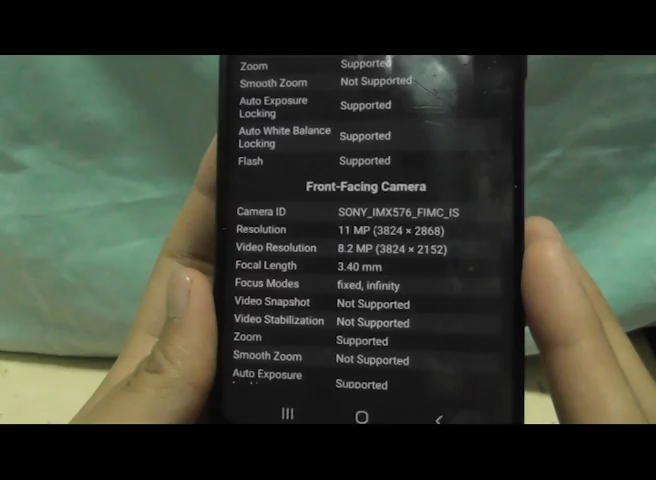 Zoom Supported
Smooth Zoom Not Supported
Auto Exposure
Locking Supported
Auto White Balance
Locking Supported
Flash Supported
Front-Facing Camera
Camera ID SONY_IMX576_FIMC_IS
Resolution 11 MP (3824 × 2868)
Video Resolution 8.2 MP (3824 × 2152)
Focal Length 3.40 mm
Focus Modes fixed, infinity
Video Snapshot Not Supported
Video Stabilization Not Supported
Zoom Supported
Smooth Zoom Not Supported
Auto Exposure
Supported